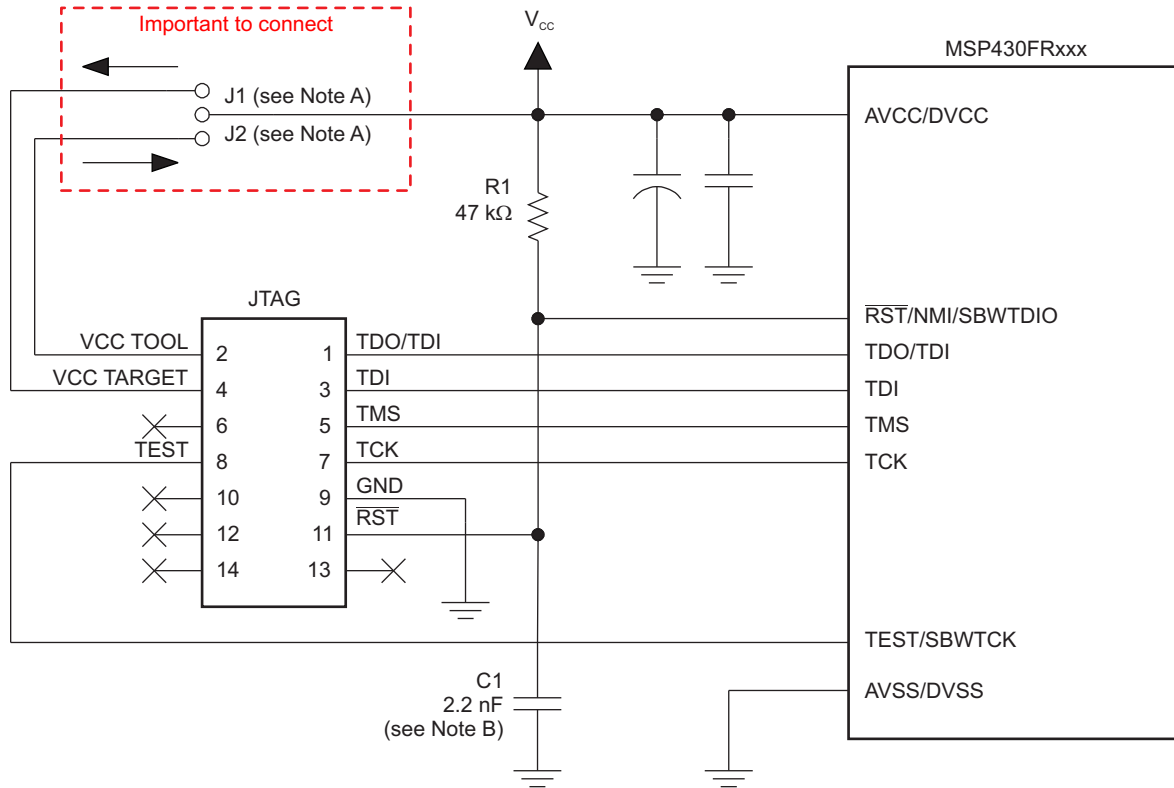 Important to connect
J1 (see Note A)
J2 (see Note A)
VCC
MSP430FRxxx
AVCC/DVCC
R1
47 kΩ
JTAG
RST/NMI/SBWTDIO
VCC TOOL
2
1
TDO/TDI
TDO/TDI
VCC TARGET
4
3
TDI
TDI
6
5
TMS
TMS
TEST
8
7
TCK
TCK
10
9
GND
12
11
RST
14
13
TEST/SBWTCK
C1
2.2 nF
(see Note B)
AVSS/DVSS